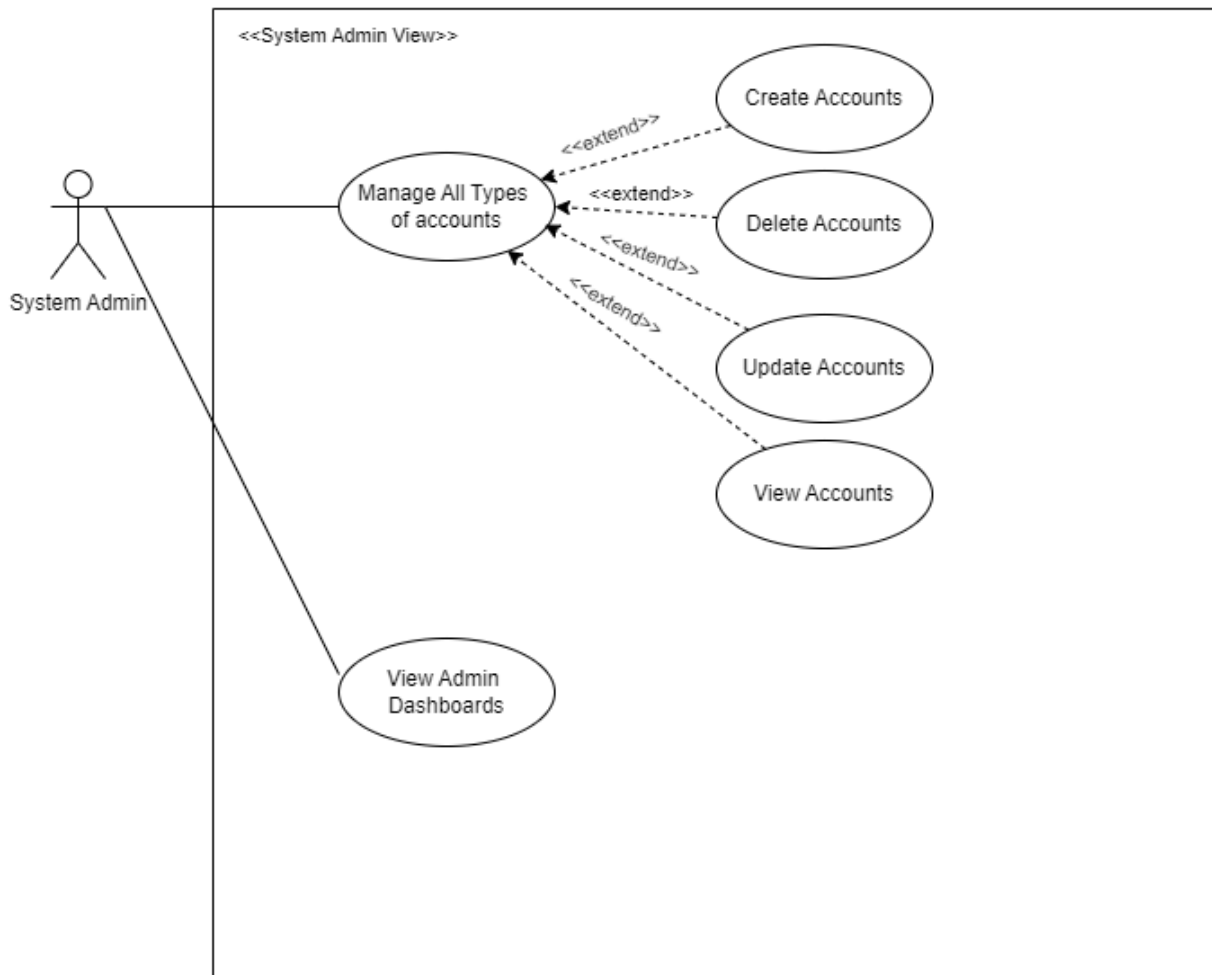 <<System Admin View>>
Create Accounts
<<extend>>
Manage All Types
of accounts
<<extend>>
Delete Accounts
<<extend>>
<<extend>>
System Admin
Update Accounts
View Accounts
View Admin
Dashboards